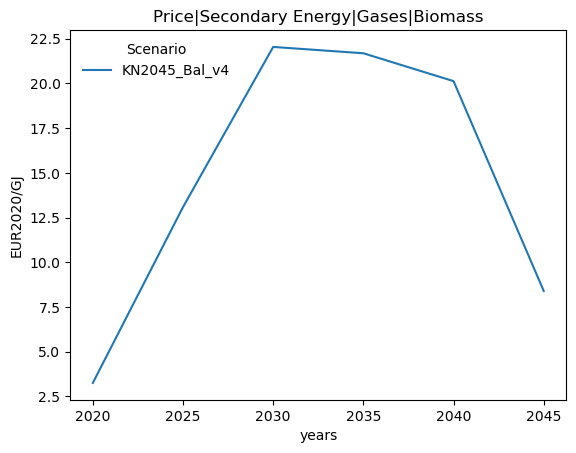 Price|Secondary Energy|Gases|Biomass
Scenario
KN2045_Bal_v4
EUR2020/GJ
22.5
20.0
17.5
15.0
12.5
10.0
7.5
5.0
2.5
2020 2025 2030 2035 2040 2045
years